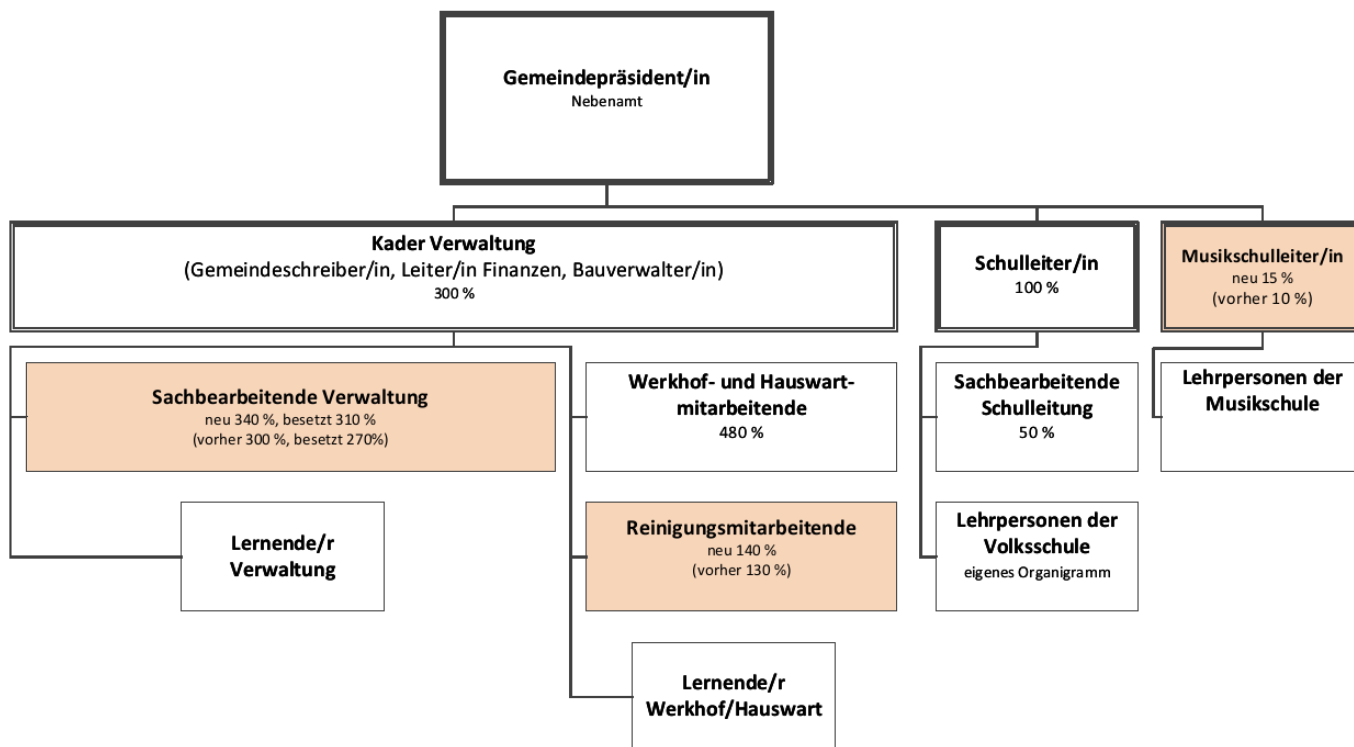 Gemeindepräsident/in
Nebenamt
Kader Verwaltung
(Gemeindeschreiber/in, Leiter/in Finanzen, Bauverwalter/in)
300 %
Schulleiter/in
100 %
Musikschulleiter/in
neu 15 %
(vorher 10 %)
Sachbearbeitende Verwaltung
neu 340 %, besetzt 310 %
(vorher 300 %, besetzt 270%)
Werkhof- und Hauswart-
mitarbeitende
480 %
Sachbearbeitende
Schulleitung
50 %
Lehrpersonen der
Musikschule
Lernende/r
Verwaltung
Reinigungsmitarbeitende
neu 140 %
(vorher 130 %)
Lehrpersonen der
Volksschule
eigenes Organigramm
Lernende/r
Werkhof/Hauswart